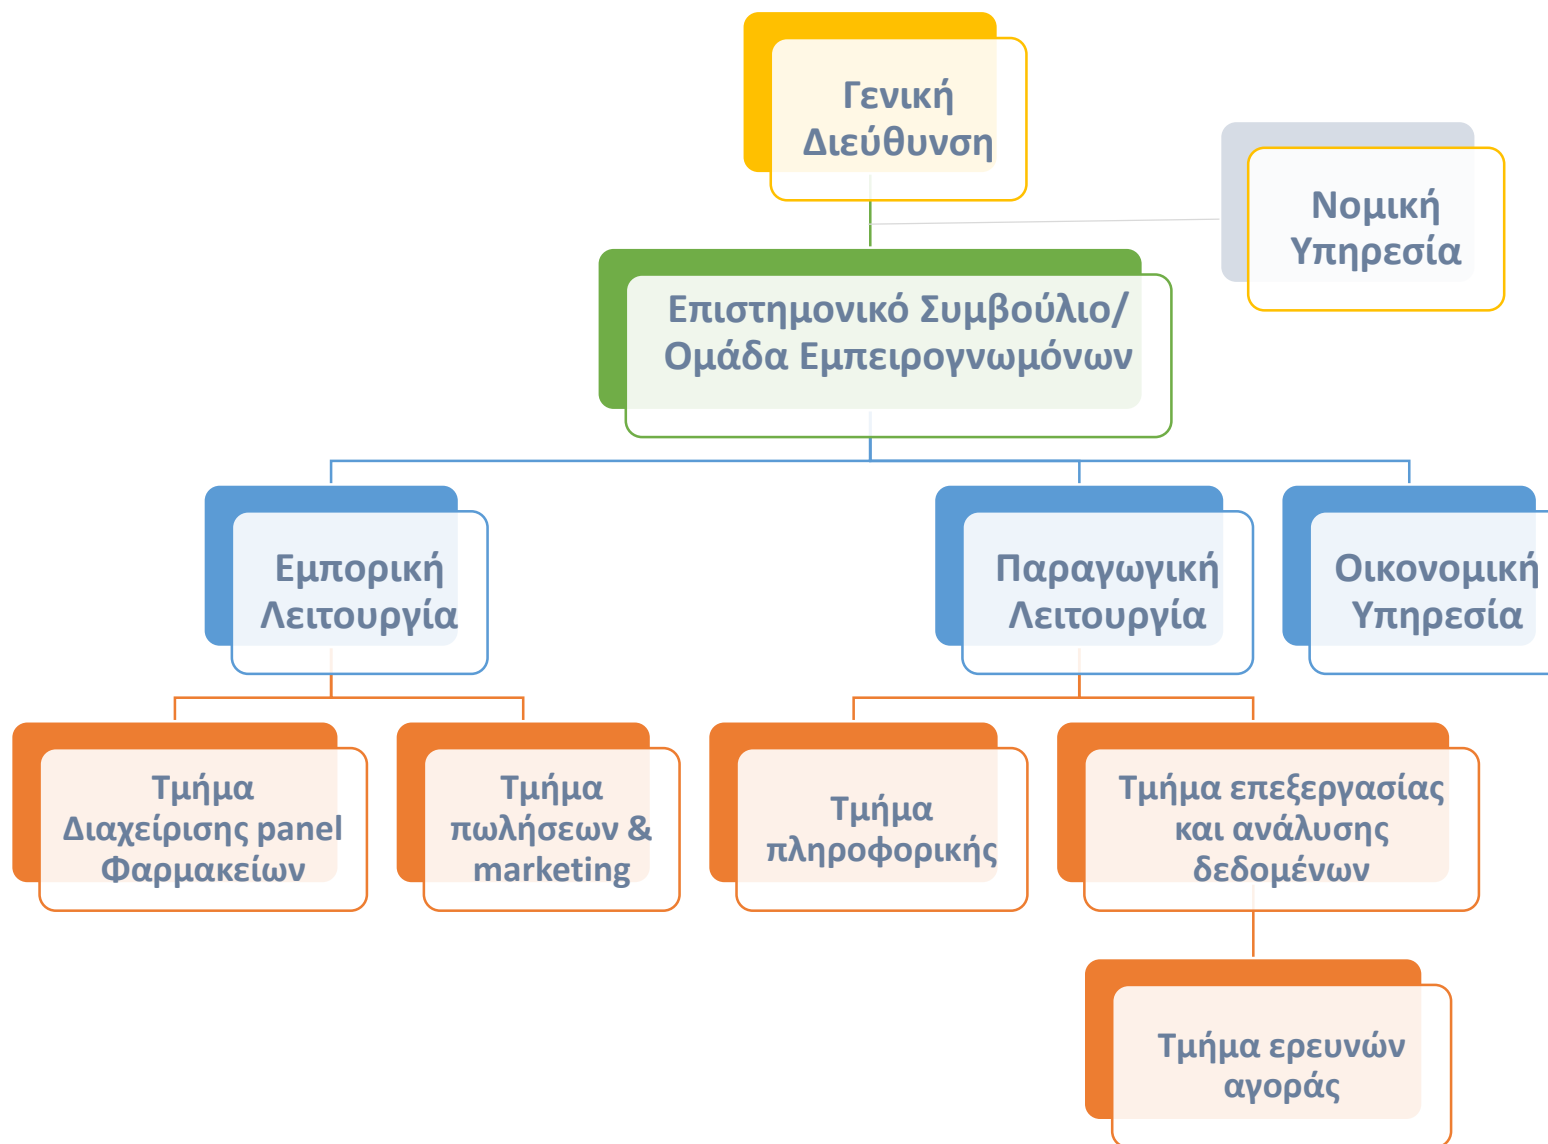 Γενική
Διεύθυνση
Νομική
Υπηρεσία
Επιστημονικό Συμβούλιο/
Ομάδα Εμπειρογνωμόνων
Εμπορική
Λειτουργία
Παραγωγική
Λειτουργία
Οικονομική
Υπηρεσία
Τμήμα
Διαχείρισης panel
Φαρμακείων
Τμήμα
πωλήσεων &
marketing
Τμήμα
πληροφορικής
Τμήμα επεξεργασίας
και ανάλυσης
δεδομένων
Τμήμα ερευνών
αγοράς